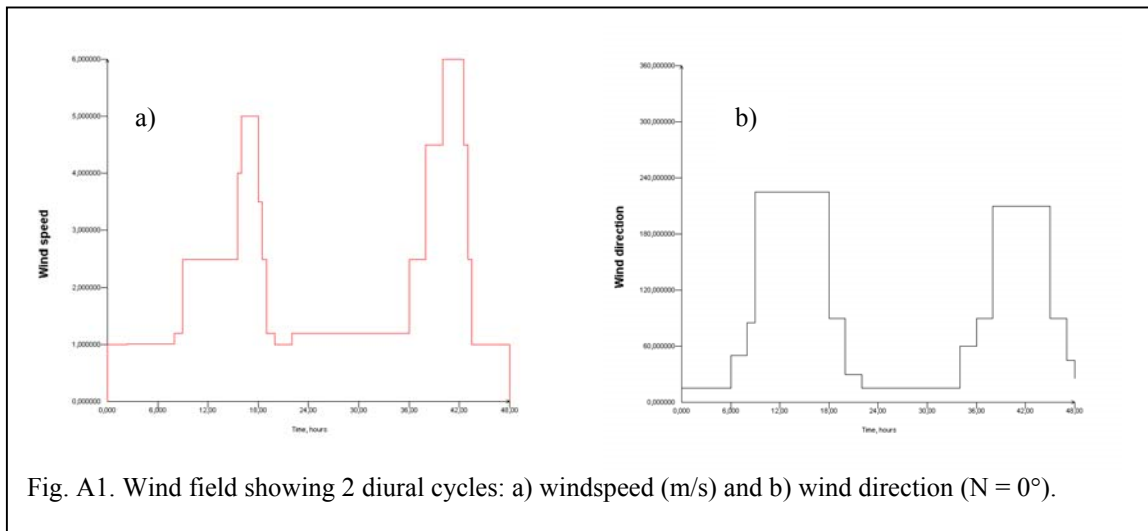 a)
Wind speed
6,000000
5,000000
4,000000
3,000000
2,000000
1,000000
0,000000
0,000 6,000 12,00 18,00 24,00 30,00 36,00 42,00 48,00
Time, hours
b)
Wind direction
360,000000
300,000000
240,000000
180,000000
120,000000
60,000000
0,000000
0,000 6,000 12,00 18,00 24,00 30,00 36,00 42,00 48,00
Time, hours
Fig. A1. Wind field showing 2 diural cycles: a) windspeed (m/s) and b) wind direction (N = 0°).